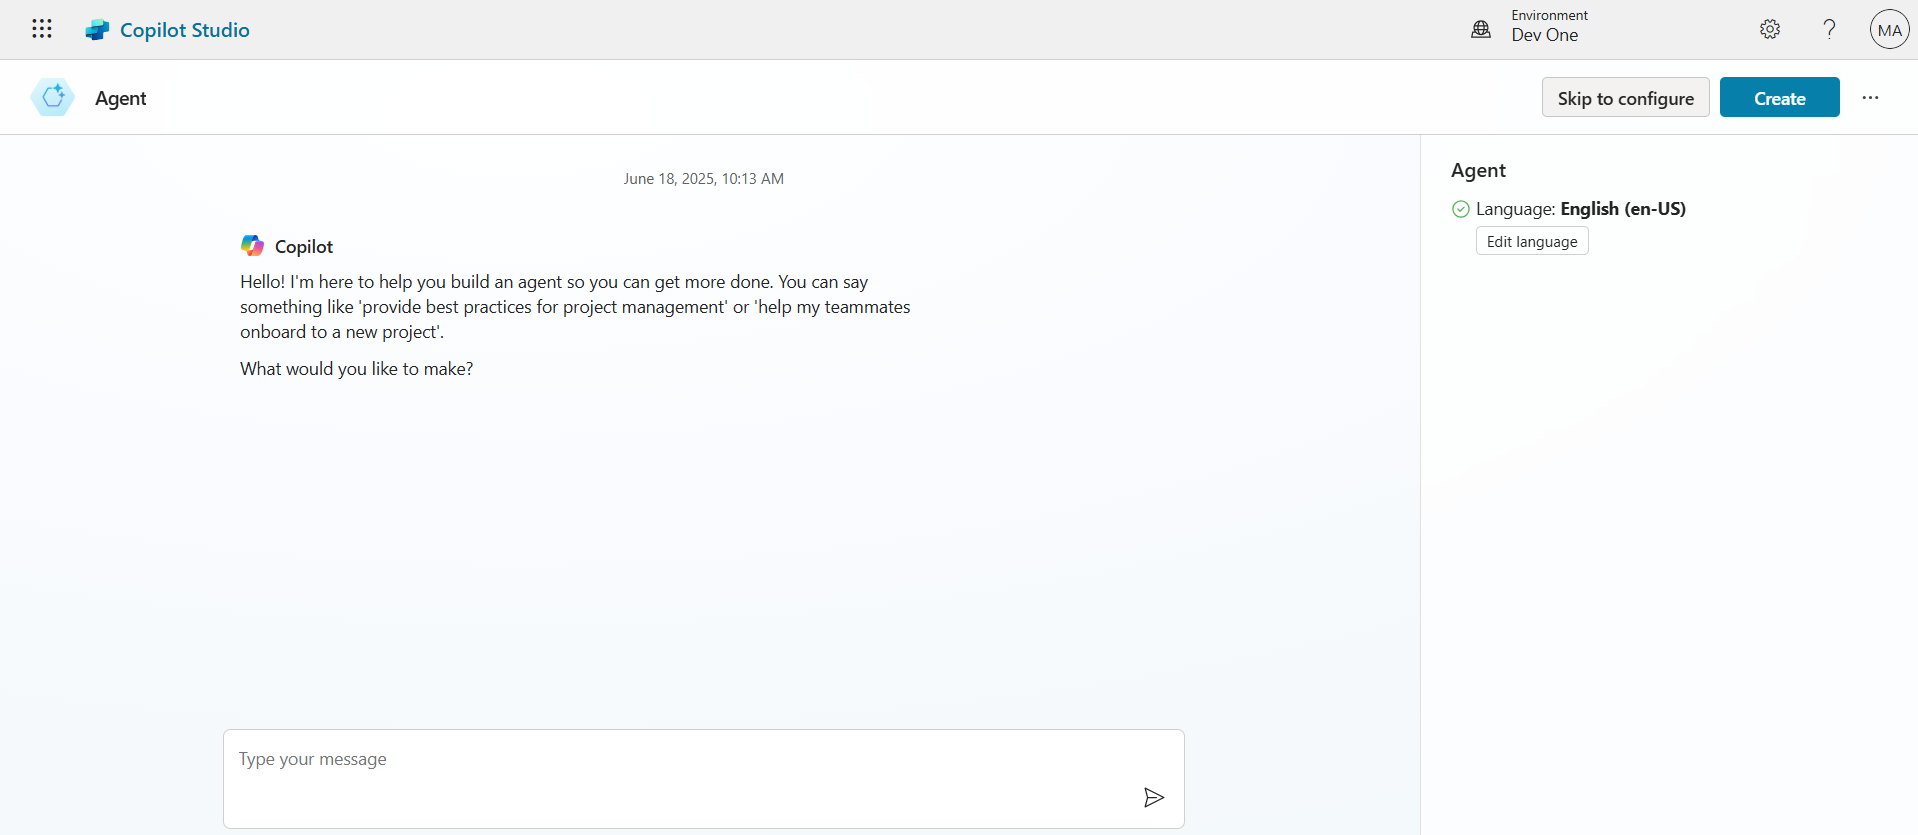 Copilot Studio
Environment
Dev One
?
MA
Agent
Skip to configure
Create
...
June 18, 2025, 10:13 AM
Copilot
Hello! I'm here to help you build an agent so you can get more done. You can say
something like 'provide best practices for project management' or 'help my teammates
onboard to a new project'.
What would you like to make?
Type your message
Agent
Language: English (en-US)
Edit language